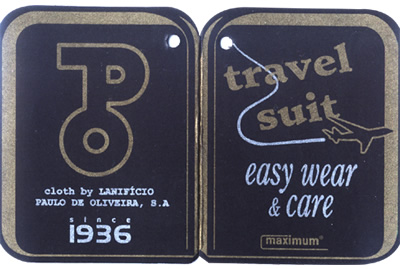 PO
cloth by LANIFÍCIO
PAULO DE OLIVEIRA, S.A
since
1936
travel
suit
easy wear
& care
maximum®